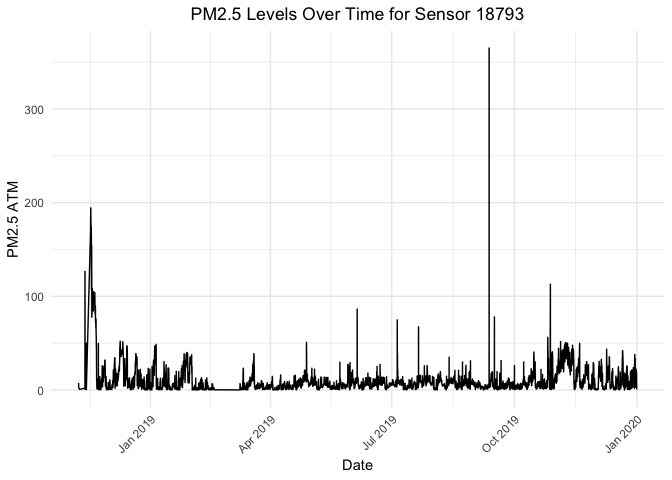 PM2.5 Levels Over Time for Sensor 18793
300
200
100
0
PM2.5 ATM
Jan 2019
Apr 2019
Jul 2019
Oct 2019
Jan 2020
Date